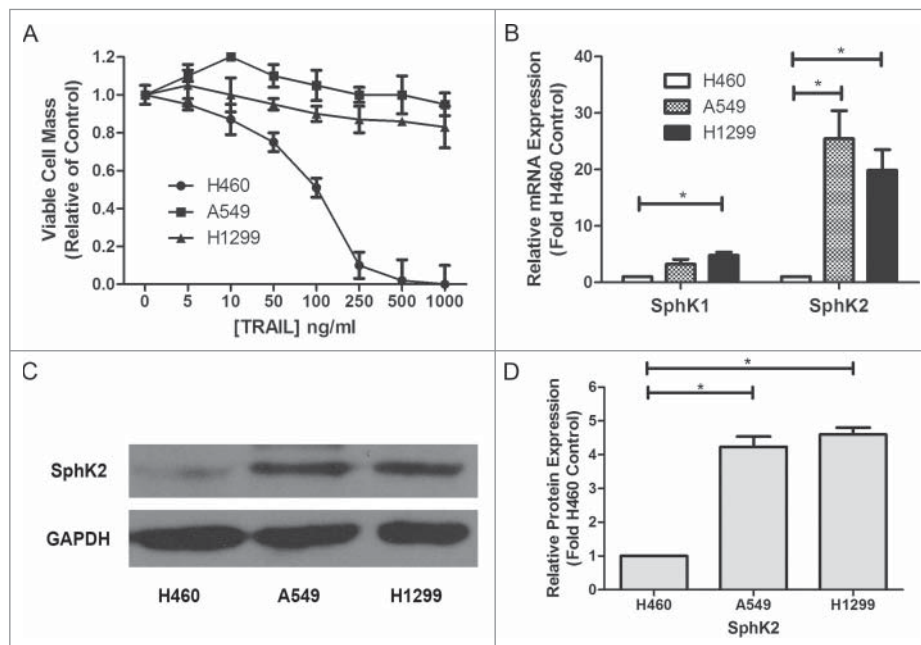 A
Viable Cell Mass
(Relative of Control)
1.2
1.0
0.8
0.6
0.4
0.2
0.0
H460
A549
H1299
0 5 10 50 100 250 500 1000
[TRAIL] ng/ml
B
Relative mRNA Expression
(Fold H460 Control)
40
30
20
10
0
H460
A549
H1299
*
*
*
SphK1 SphK2
C
SphK2
GAPDH
H460 A549 H1299
D
Relative Protein Expression
(Fold H460 Control)
6
5
4
3
2
1
0
*
*
H460 A549 H1299
SphK2